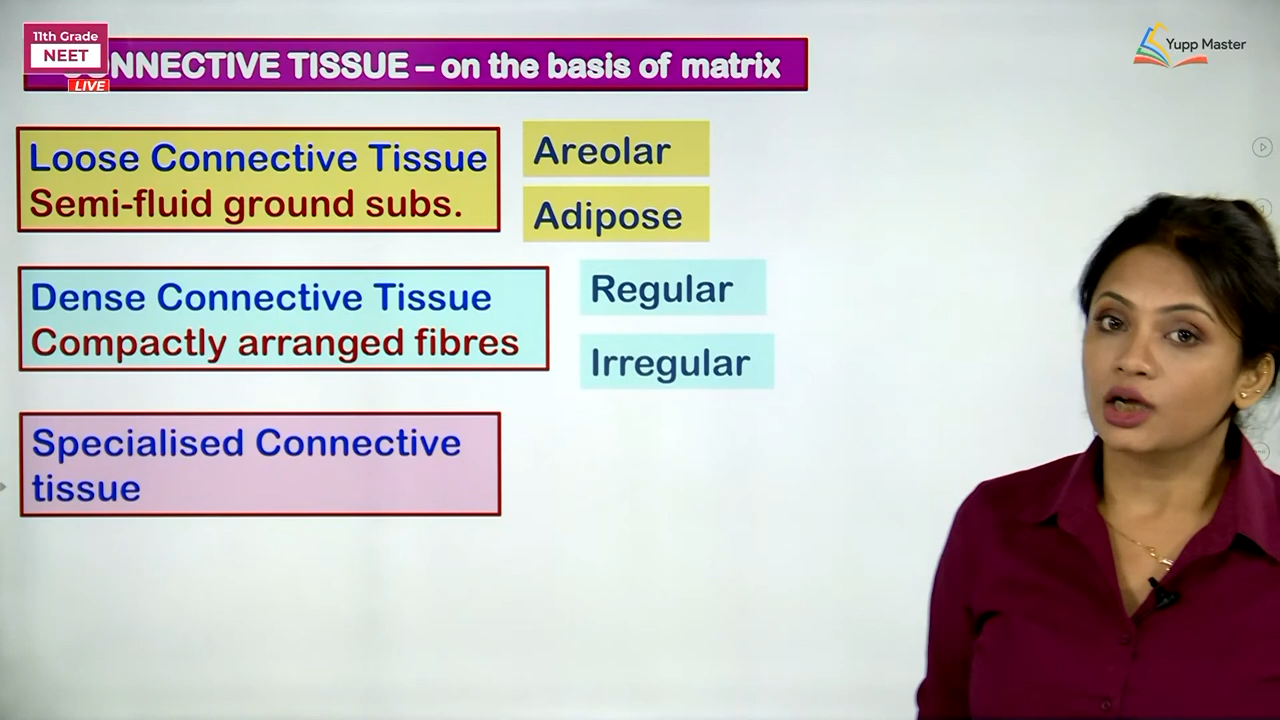 11th Grade
NEET
LIVE
CONNECTIVE TISSUE – on the basis of matrix
Yupp Master
Loose Connective Tissue
Semi-fluid ground subs.
Areolar
Adipose
Dense Connective Tissue
Compactly arranged fibres
Regular
Irregular
Specialised Connective
tissue